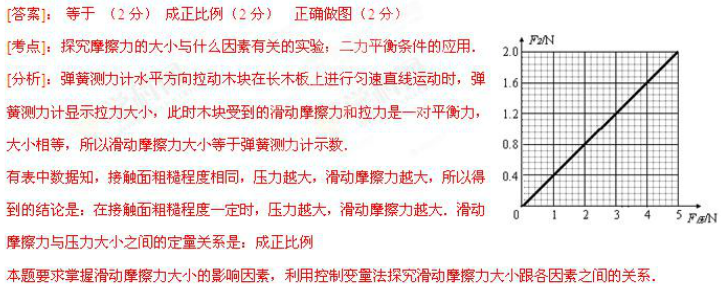 [答案]： 等于 （2 分） 成正比例（2 分） 正确做图（2 分）
[考点]：探究摩擦力的大小与什么因素有关的实验；二力平衡条件的应用．
[分析]：弹簧测力计水平方向拉动木块在长木板上进行匀速直线运动时，弹
簧测力计显示拉力大小，此时木块受到的滑动摩擦力和拉力是一对平衡力，
大小相等，所以滑动摩擦力大小等于弹簧测力计示数．
有表中数据知，接触面粗糙程度相同，压力越大，滑动摩擦力越大，所以得
到的结论是：在接触面粗糙程度一定时，压力越大，滑动摩擦力越大．滑动
摩擦力与压力大小之间的定量关系是：成正比例
本题要求掌握滑动摩擦力大小的影响因素，利用控制变量法探究滑动摩擦力大小跟各因素之间的关系．
F₂/N
2.0
1.6
1.2
0.8
0.4
0 1 2 3 4 5 F压/N